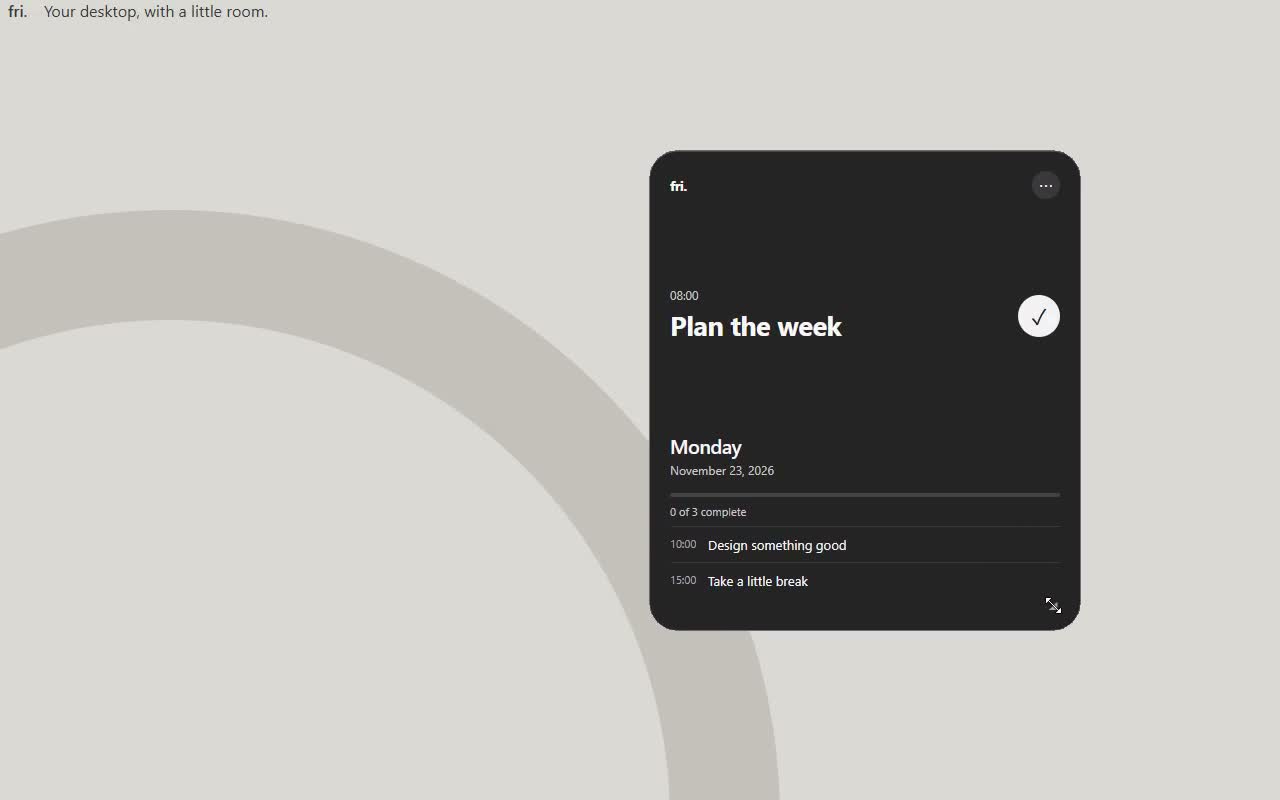 fri. Your desktop, with a little room.
fri.
08:00
Plan the week
Monday
November 23, 2026
0 of 3 complete
10:00 Design something good
15:00 Take a little break